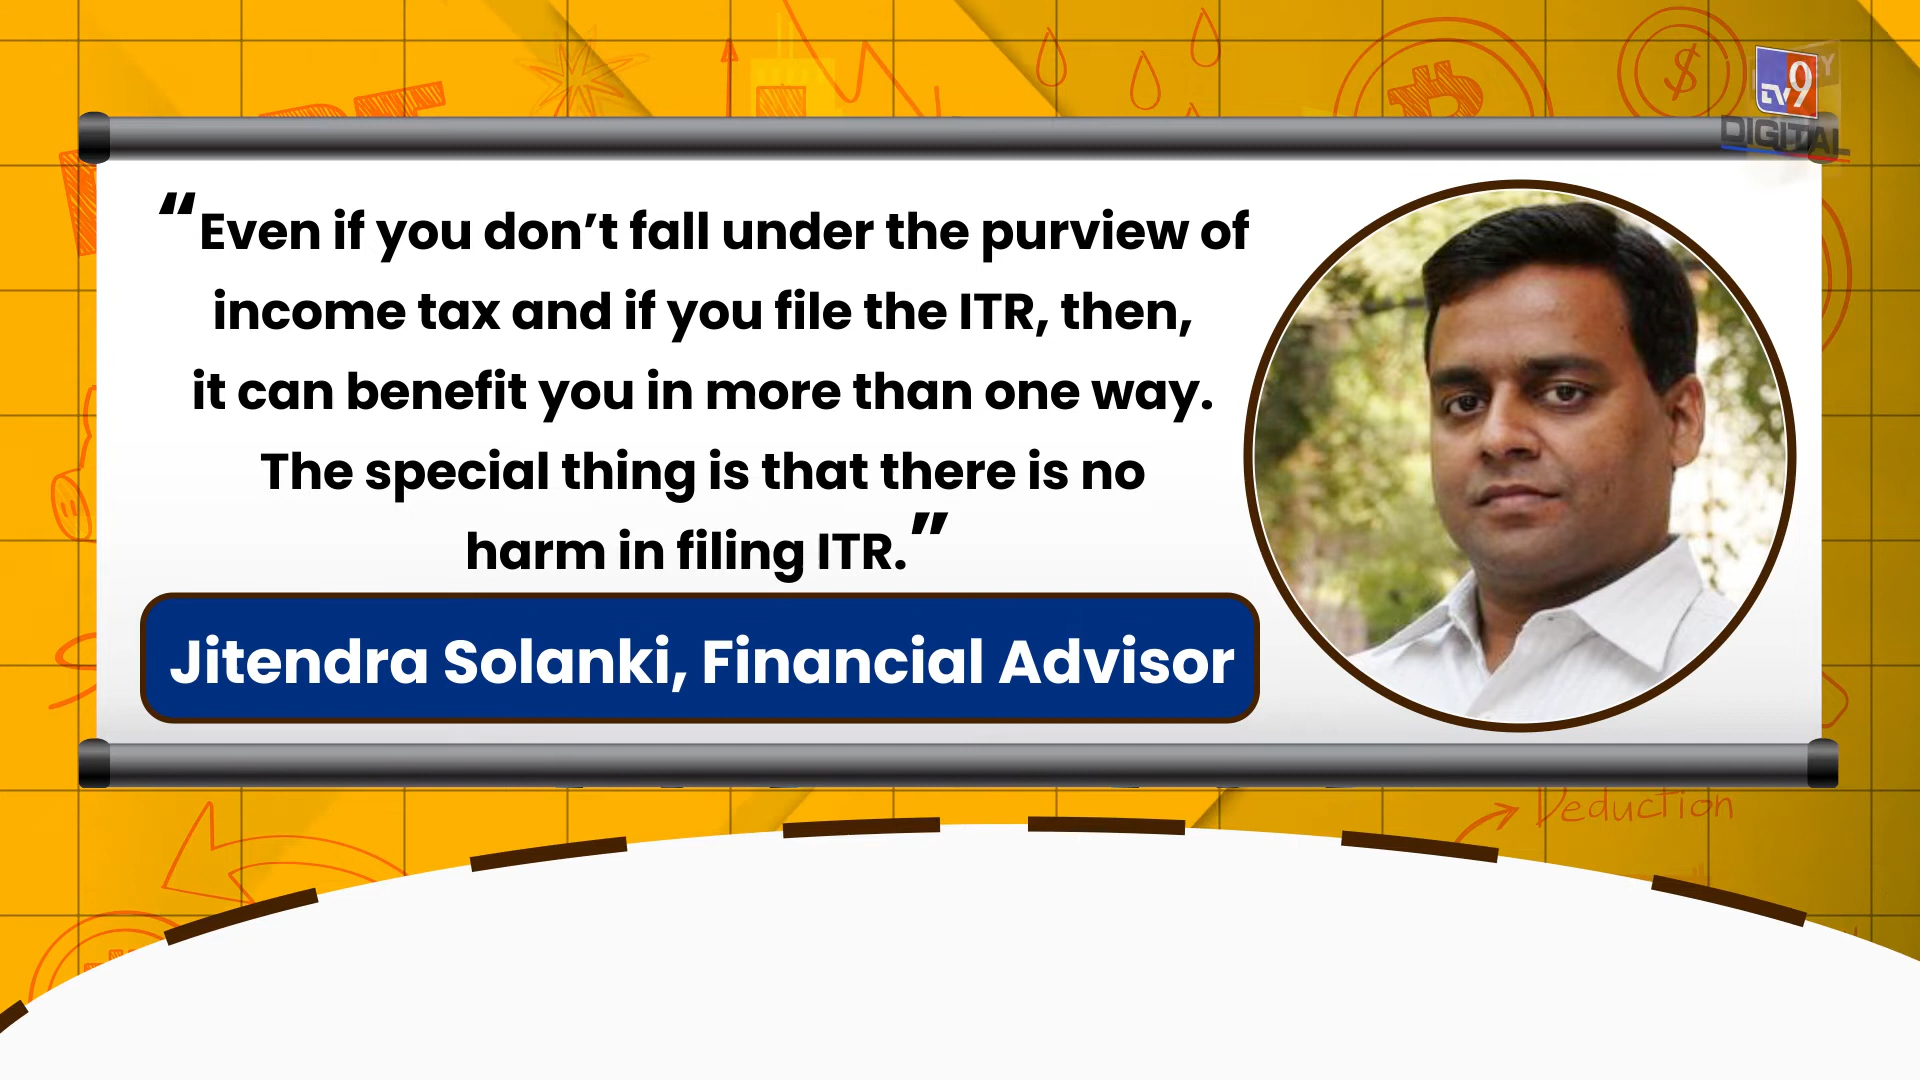 TV9
DIGITAL
“Even if you don’t fall under the purview of
income tax and if you file the ITR, then,
it can benefit you in more than one way.
The special thing is that there is no
harm in filing ITR.”
Jitendra Solanki, Financial Advisor
Deduction